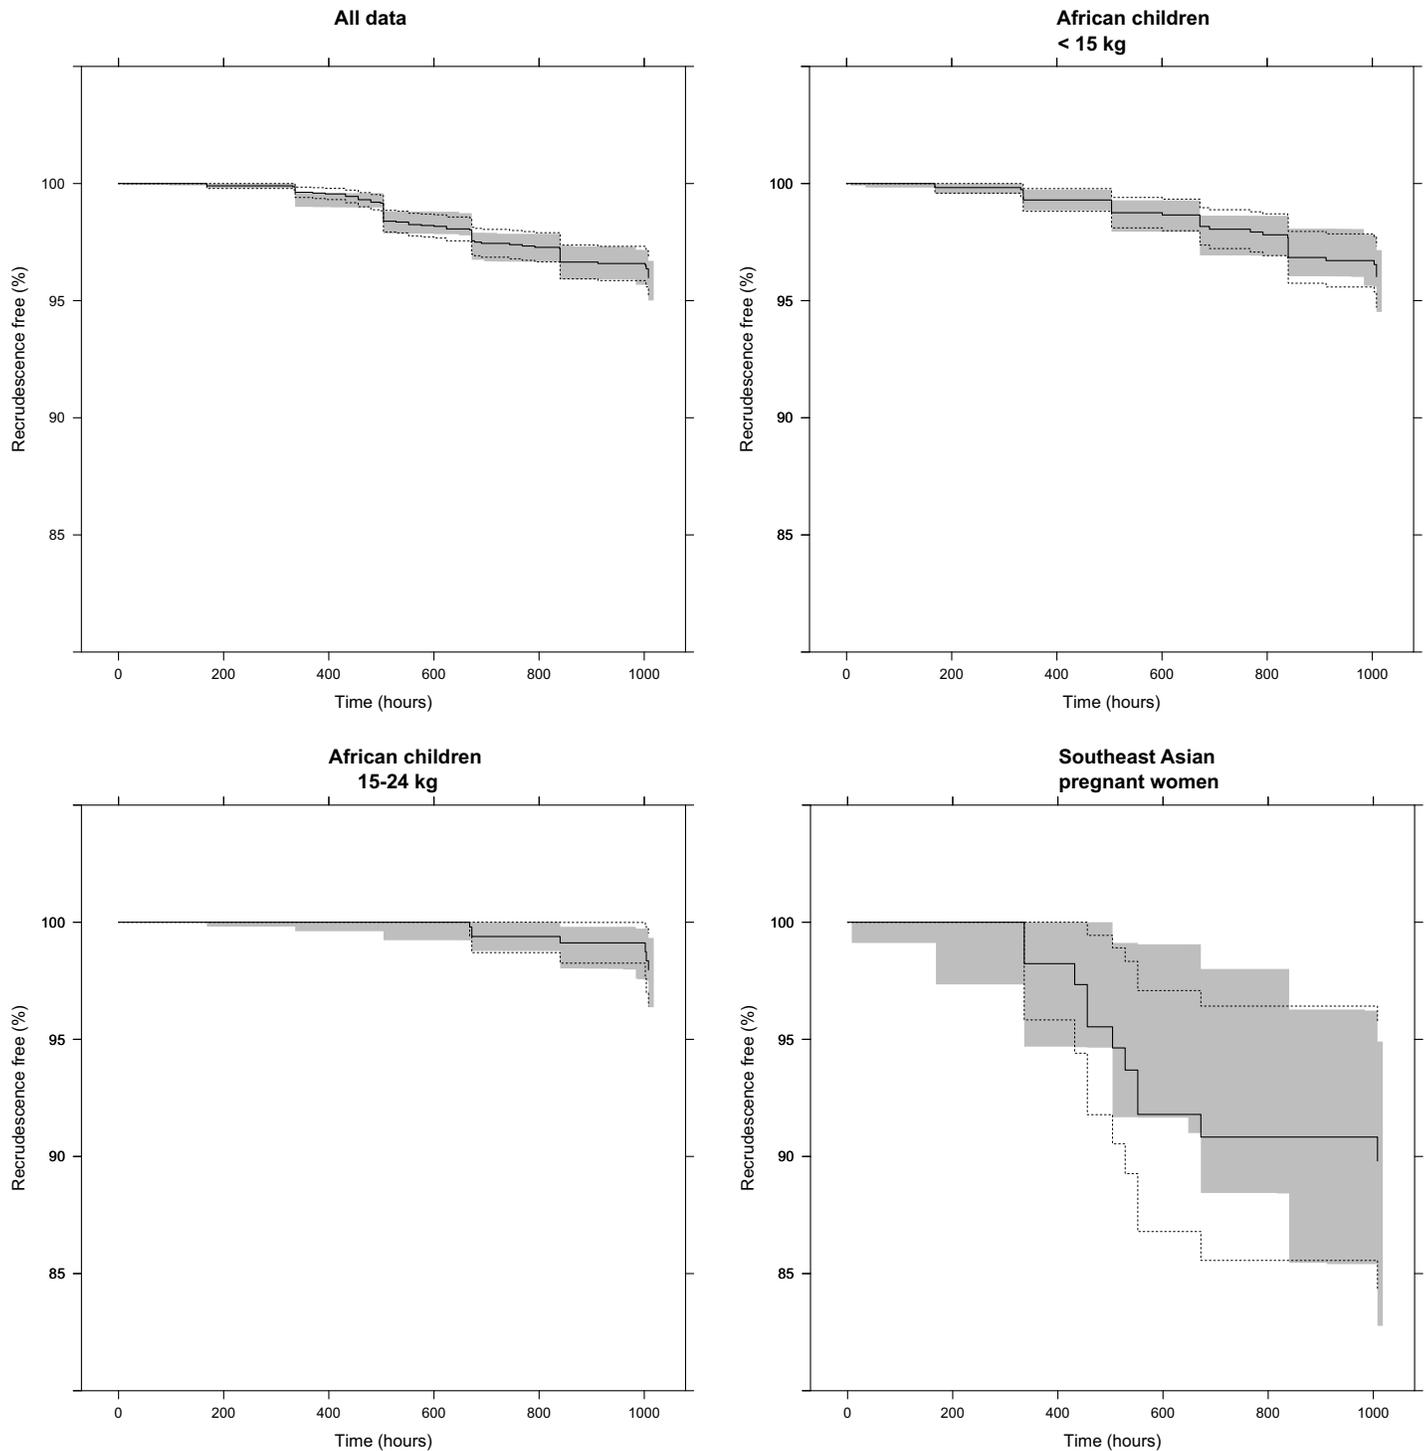 All data
Recrudescence free (%)
100
95
90
85
0 200 400 600 800 1000
Time (hours)
African children
< 15 kg
Recrudescence free (%)
100
95
90
85
0 200 400 600 800 1000
Time (hours)
African children
15-24 kg
Recrudescence free (%)
100
95
90
85
0 200 400 600 800 1000
Time (hours)
Southeast Asian
pregnant women
Recrudescence free (%)
100
95
90
85
0 200 400 600 800 1000
Time (hours)